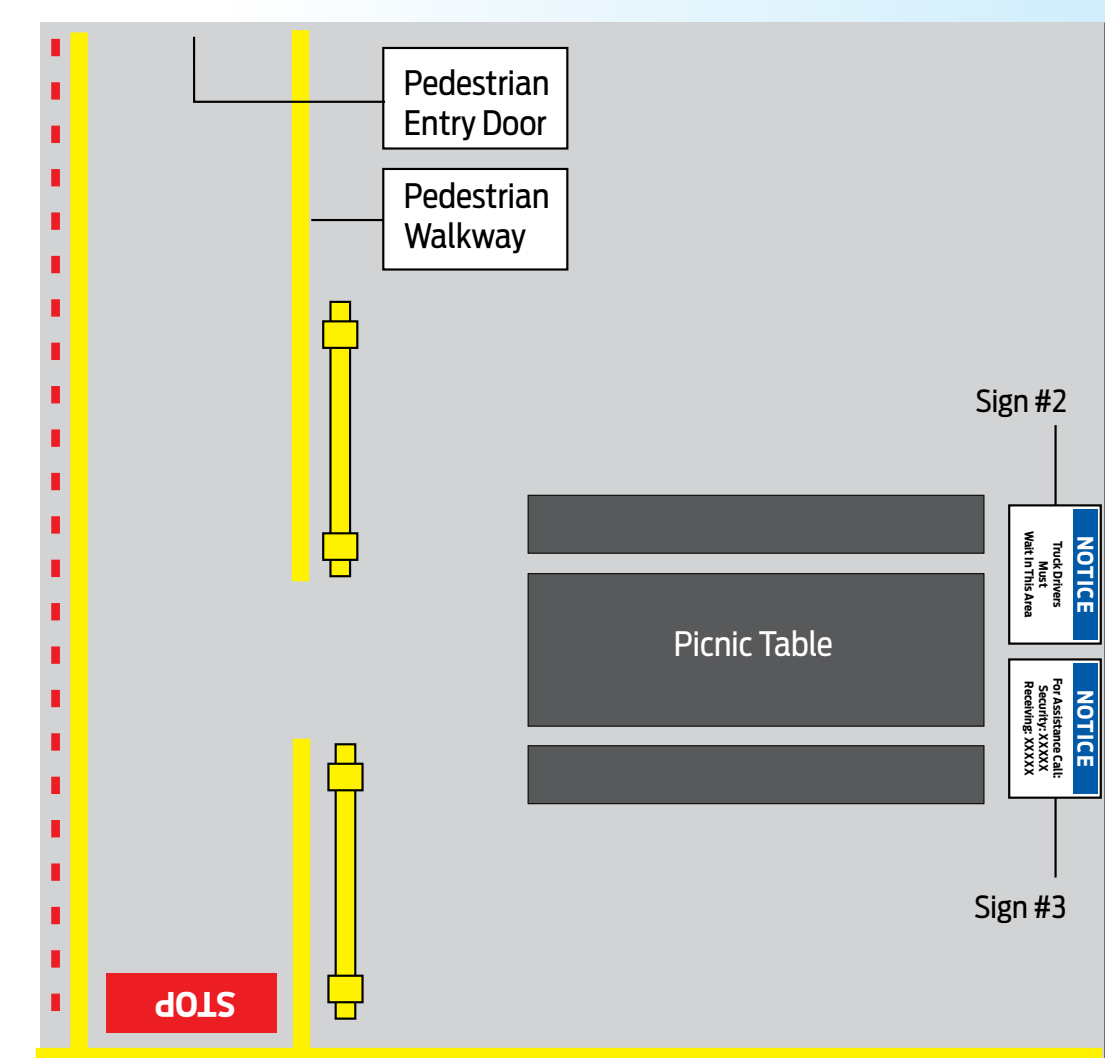 Pedestrian
Entry Door
Pedestrian
Walkway
Sign #2
NOTICE
Truck Drivers
Must
Wait In This Area
Picnic Table
NOTICE
For Assistance Call:
Security: XXXXX
Receiving: XXXXX
Sign #3
STOP